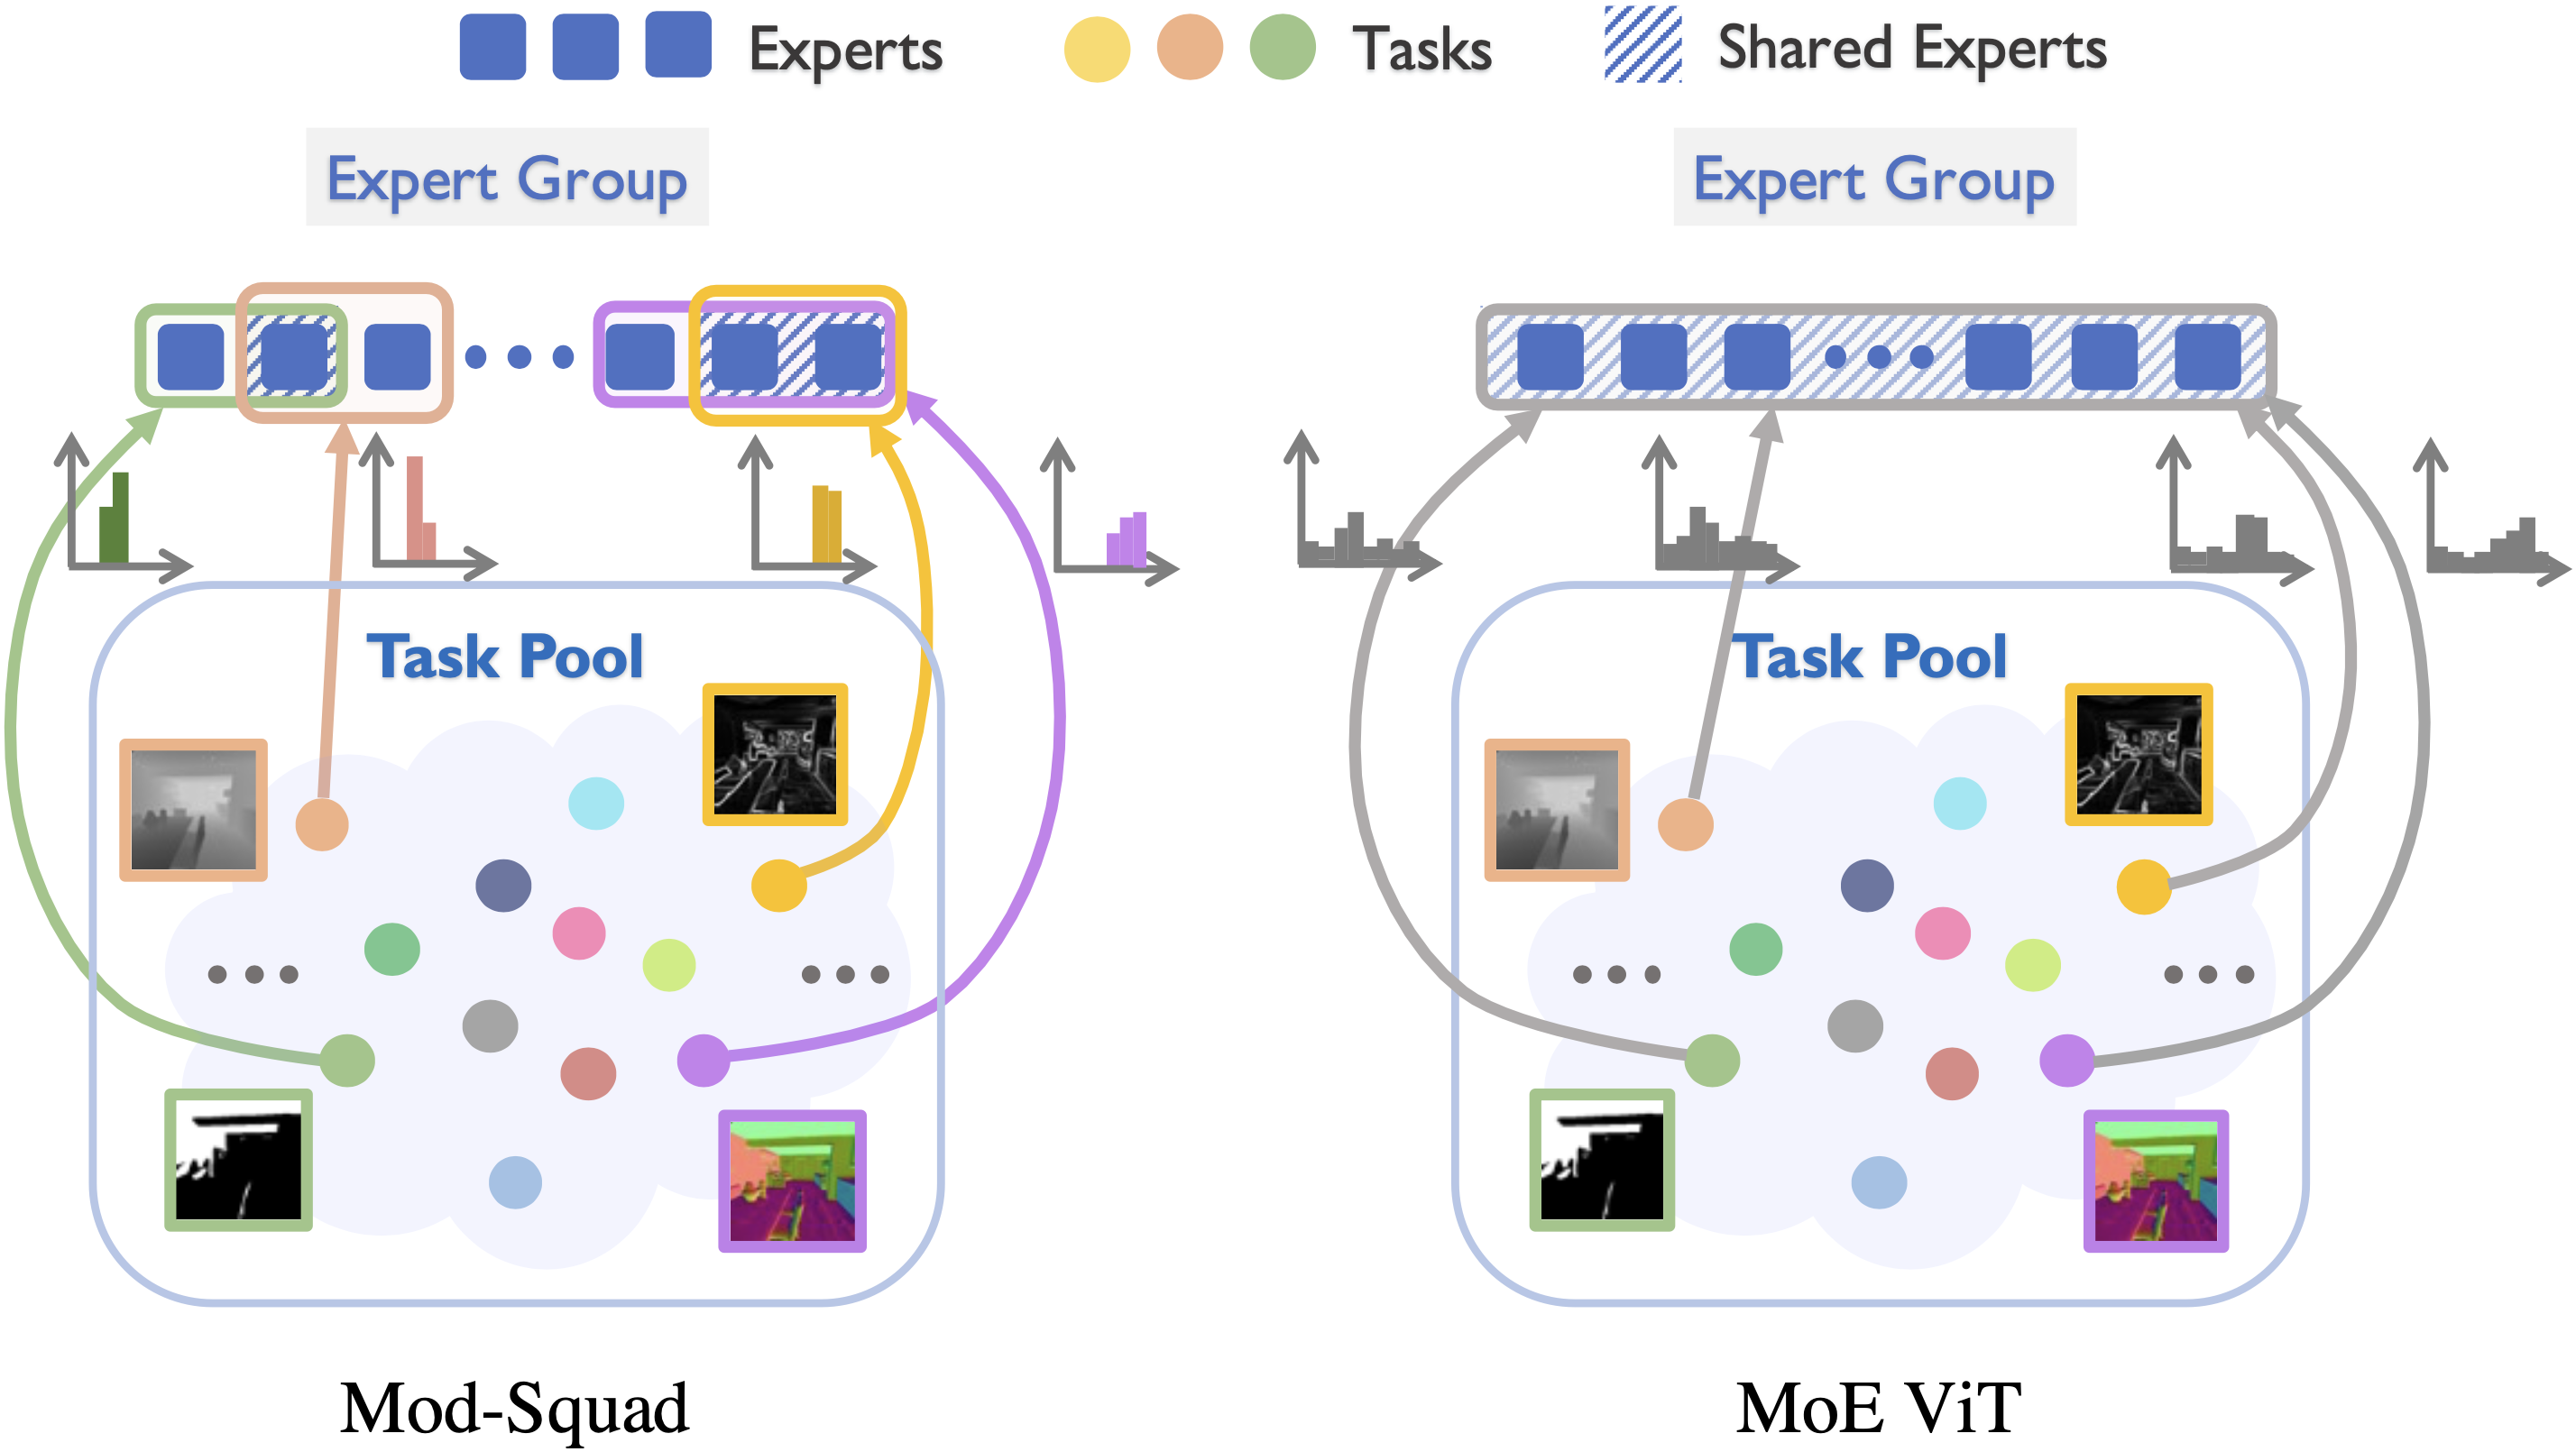 Experts
Tasks
Shared Experts
Expert Group
Expert Group
Task Pool
Task Pool
Mod-Squad
MoE ViT